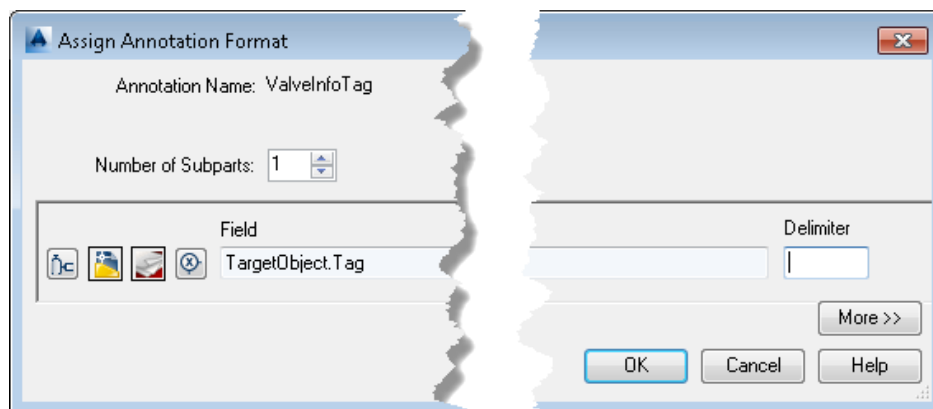 Assign Annotation Format
Annotation Name: ValveInfoTag
Number of Subparts: 1
Field Delimiter
TargetObject.Tag
More >>
OK Cancel Help